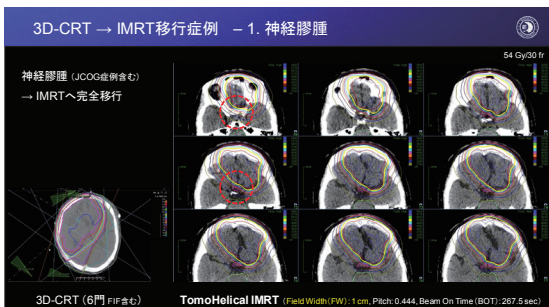 3D-CRT → IMRT移行症例 – 1. 神経膠腫
54 Gy/30 fr
神経膠腫 (JCOG症例含む)
→ IMRTへ完全移行
3D-CRT (6門 FIF含む)
TomoHelical IMRT (Field Width(FW): 1 cm, Pitch: 0.444, Beam On Time (BOT): 267.5 sec)